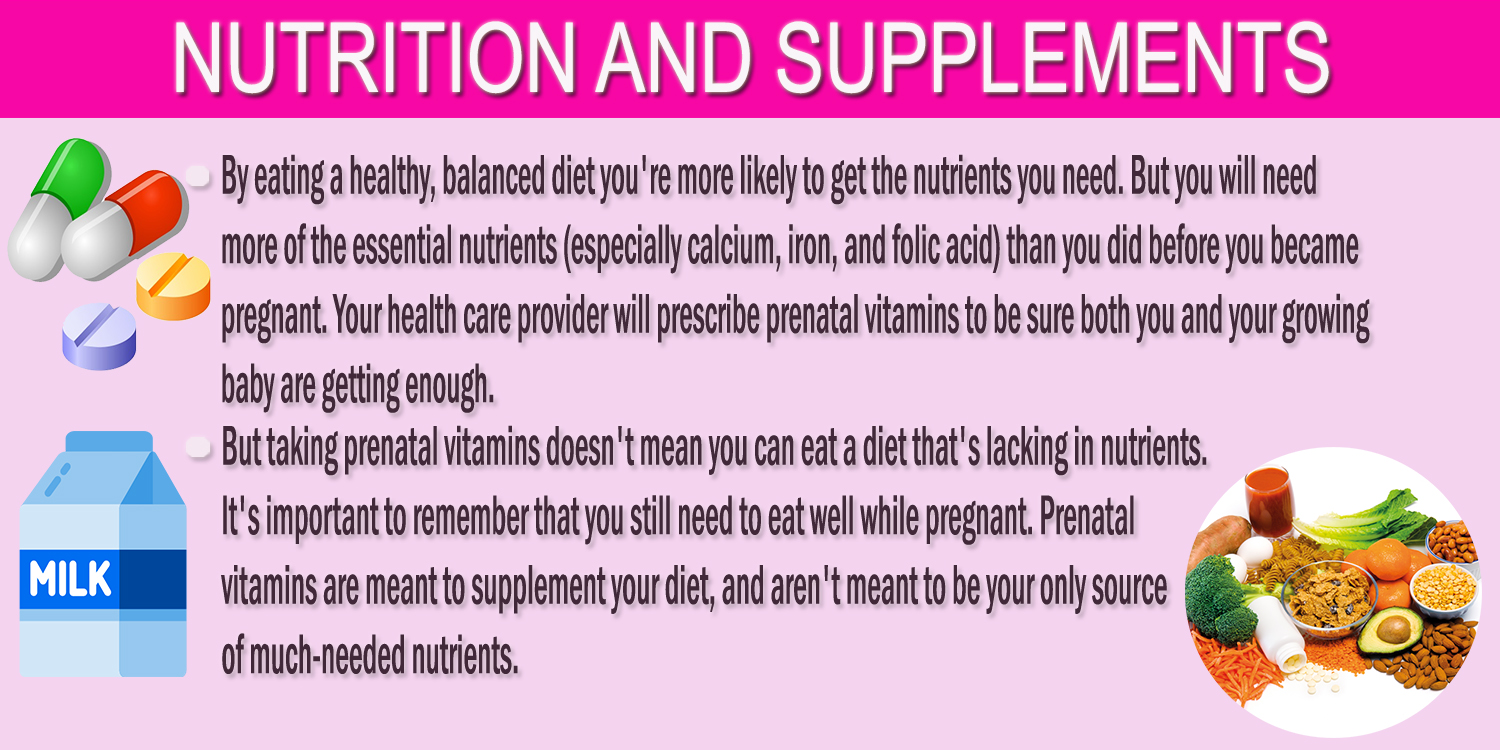 NUTRITION AND SUPPLEMENTS
By eating a healthy, balanced diet you're more likely to get the nutrients you need. But you will need
more of the essential nutrients (especially calcium, iron, and folic acid) than you did before you became
pregnant. Your health care provider will prescribe prenatal vitamins to be sure both you and your growing
baby are getting enough.
But taking prenatal vitamins doesn't mean you can eat a diet that's lacking in nutrients.
It's important to remember that you still need to eat well while pregnant. Prenatal
vitamins are meant to supplement your diet, and aren't meant to be your only source
of much-needed nutrients.
MILK